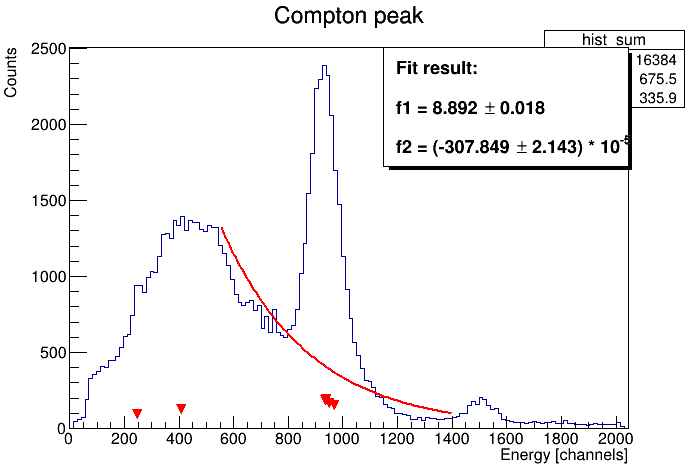 Compton peak
hist_sum
16384
675.5
335.9
Fit result:
f1 = 8.892 ± 0.018
f2 = (-307.849 ± 2.143) * 10⁻⁵
Counts
2500
2000
1500
1000
500
0
0 200 400 600 800 1000 1200 1400 1600 1800 2000
Energy [channels]